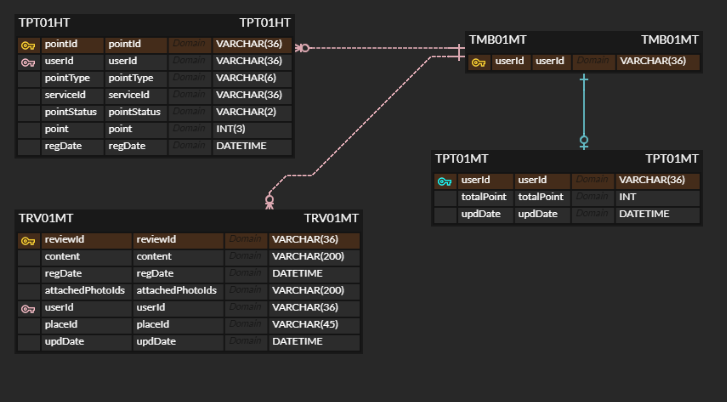 TPT01HT TPT01HT
pointId pointId Domain VARCHAR(36)
userId userId Domain VARCHAR(36)
pointType pointType Domain VARCHAR(6)
serviceId serviceId Domain VARCHAR(36)
pointStatus pointStatus Domain VARCHAR(2)
point point Domain INT(3)
regDate regDate Domain DATETIME
TMB01MT TMB01MT
userId userId Domain VARCHAR(36)
TPT01MT TPT01MT
userId userId Domain VARCHAR(36)
totalPoint totalPoint Domain INT
updDate updDate Domain DATETIME
TRV01MT TRV01MT
reviewId reviewId Domain VARCHAR(36)
content content Domain VARCHAR(200)
regDate regDate Domain DATETIME
attachedPhotoIds attachedPhotoIds Domain VARCHAR(200)
userId userId Domain VARCHAR(36)
placeId placeId Domain VARCHAR(45)
updDate updDate Domain DATETIME